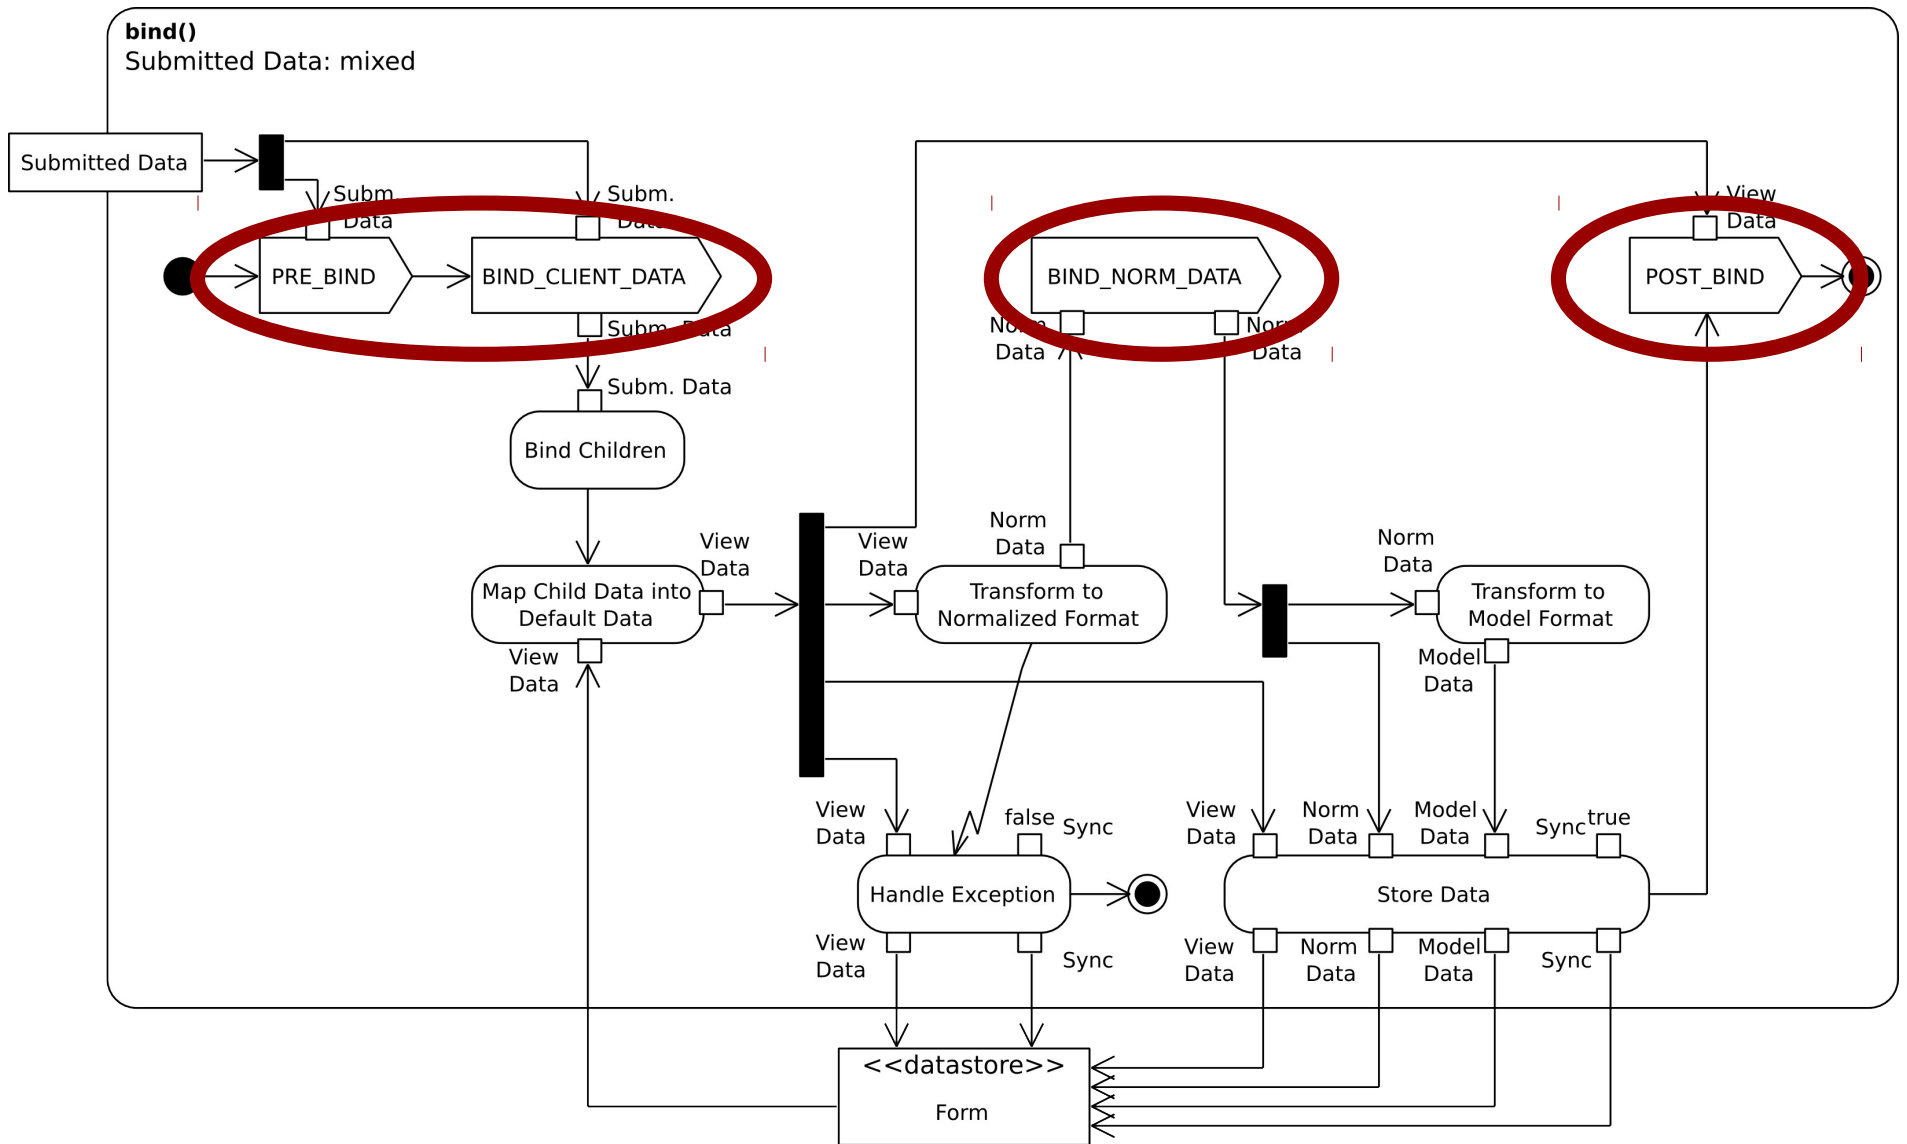 bind()
Submitted Data: mixed
Submitted Data
Subm.
Data
Subm.
Data
View
Data
PRE_BIND
BIND_CLIENT_DATA
BIND_NORM_DATA
POST_BIND
Subm. Data
Norm
Data
Norm
Data
Subm. Data
Bind Children
View
Data
View
Data
Norm
Data
Norm
Data
Map Child Data into
Default Data
Transform to
Normalized Format
Transform to
Model Format
View
Data
Model
Data
View
Data
false
Sync
View
Data
Norm
Data
Model
Data
Sync
true
Handle Exception
Store Data
View
Data
Sync
View
Data
Norm
Data
Model
Data
Sync
<<datastore>>
Form